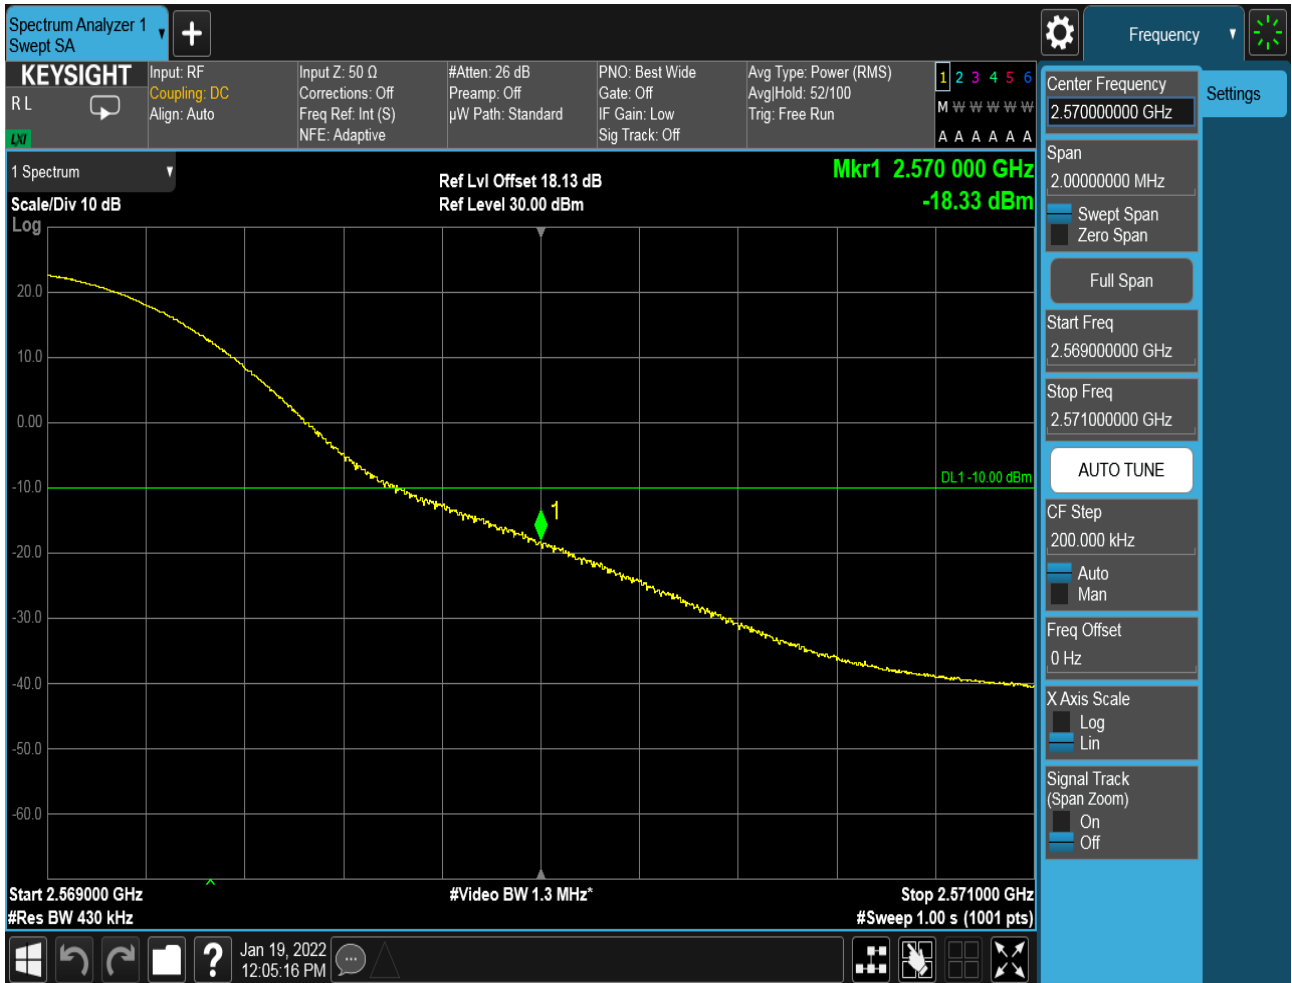 Spectrum Analyzer 1
Swept SA
Frequency
KEYSIGHT
R L
LXI
Input: RF
Coupling: DC
Align: Auto
Input Z: 50 Ω
Corrections: Off
Freq Ref: Int (S)
NFE: Adaptive
#Atten: 26 dB
Preamp: Off
µW Path: Standard
PNO: Best Wide
Gate: Off
IF Gain: Low
Sig Track: Off
Avg Type: Power (RMS)
Avg|Hold: 52/100
Trig: Free Run
1 2 3 4 5 6
M W W W W W
A A A A A A
1 Spectrum
Scale/Div 10 dB
Log
Ref Lvl Offset 18.13 dB
Ref Level 30.00 dBm
Mkr1 2.570 000 GHz
-18.33 dBm
20.0
10.0
0.00
-10.0
-20.0
-30.0
-40.0
-50.0
-60.0
DL1 -10.00 dBm
1
Start 2.569000 GHz
#Res BW 430 kHz
#Video BW 1.3 MHz*
Stop 2.571000 GHz
#Sweep 1.00 s (1001 pts)
?
Jan 19, 2022
12:05:16 PM
Center Frequency
2.570000000 GHz
Settings
Span
2.00000000 MHz
Swept Span
Zero Span
Full Span
Start Freq
2.569000000 GHz
Stop Freq
2.571000000 GHz
AUTO TUNE
CF Step
200.000 kHz
Auto
Man
Freq Offset
0 Hz
X Axis Scale
Log
Lin
Signal Track
(Span Zoom)
On
Off